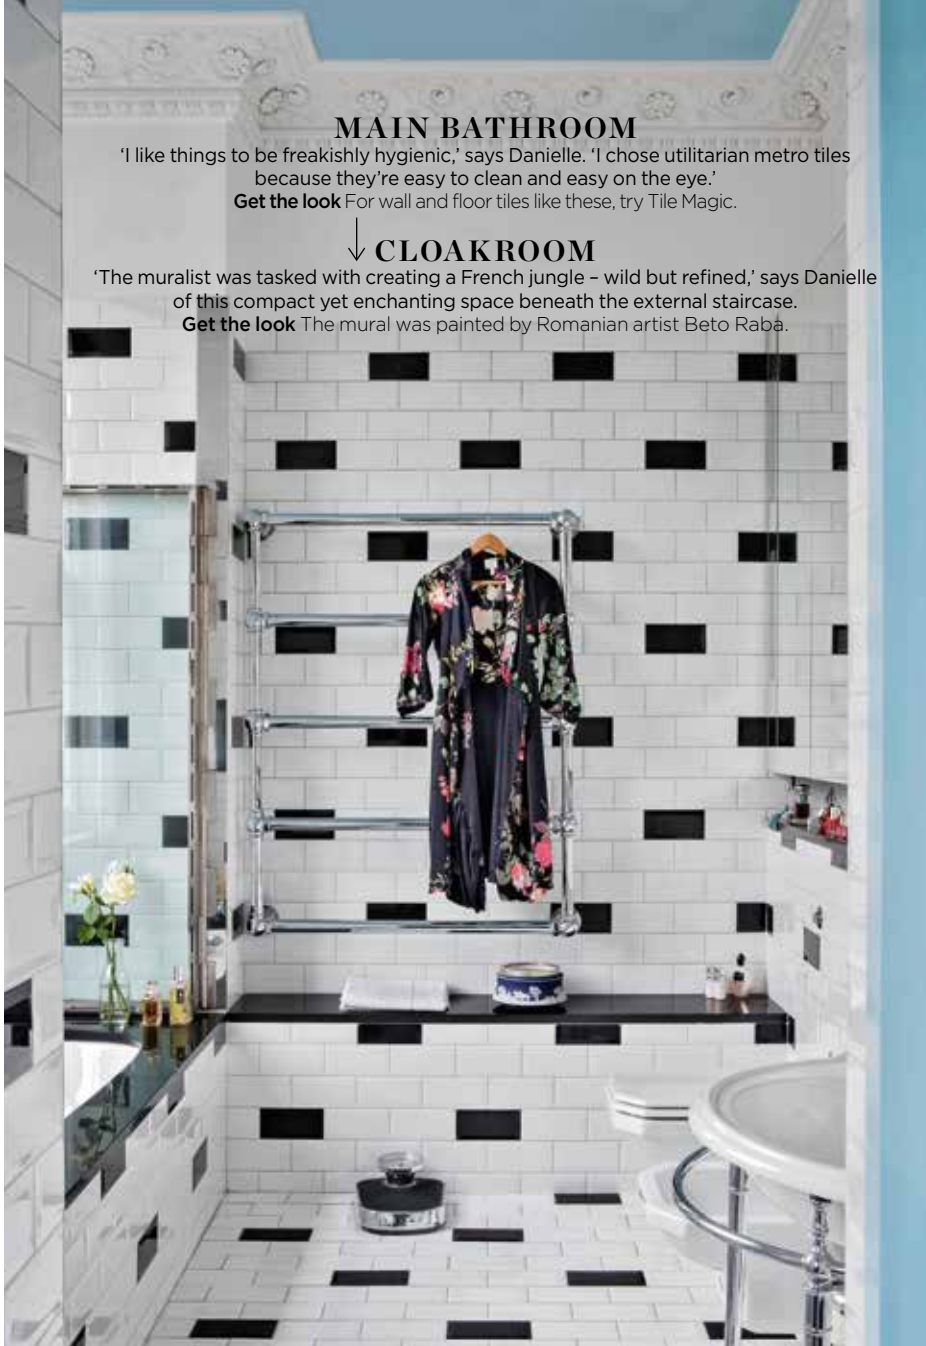 MAIN BATHROOM
‘I like things to be freakishly hygienic,’ says Danielle. ‘I chose utilitarian metro tiles
because they’re easy to clean and easy on the eye.’
Get the look For wall and floor tiles like these, try Tile Magic.
CLOAKROOM
‘The muralist was tasked with creating a French jungle – wild but refined,’ says Danielle
of this compact yet enchanting space beneath the external staircase.
Get the look The mural was painted by Romanian artist Beto Raba.